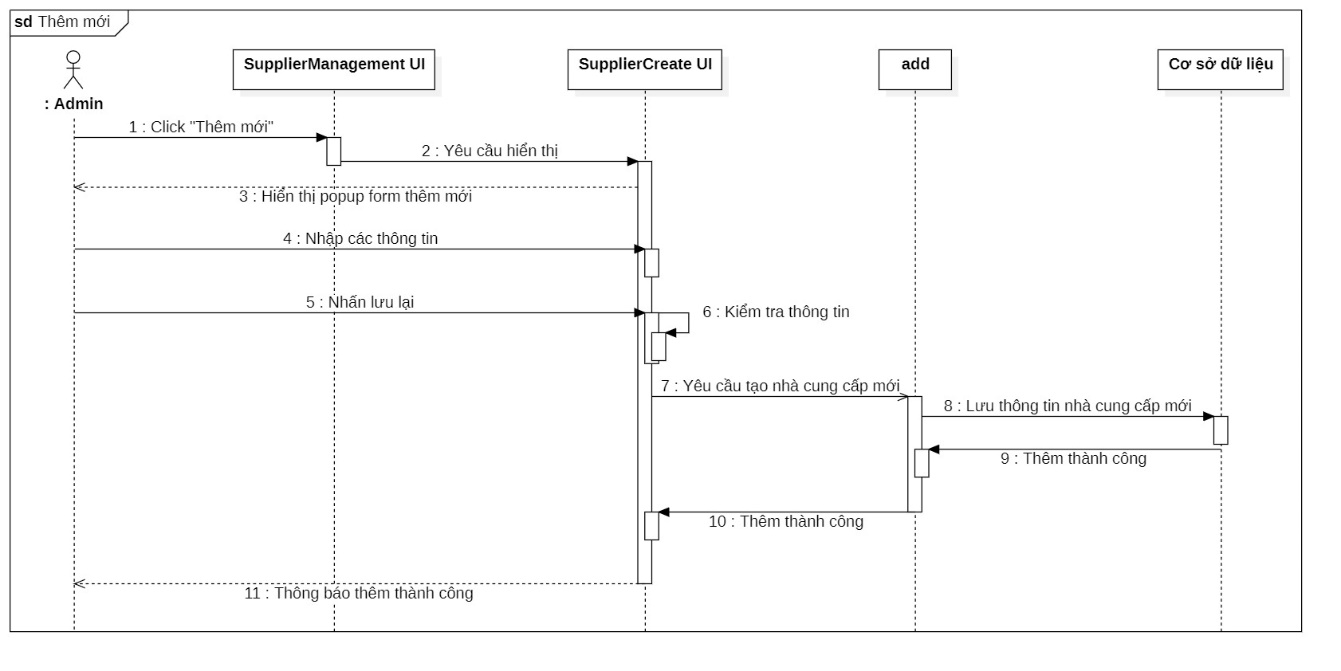 sd Thêm mới
SupplierManagement UI
SupplierCreate UI
add
Cơ sở dữ liệu
: Admin
1 : Click "Thêm mới"
2 : Yêu cầu hiển thị
3 : Hiển thị popup form thêm mới
4 : Nhập các thông tin
5 : Nhấn lưu lại
6 : Kiểm tra thông tin
7 : Yêu cầu tạo nhà cung cấp mới
8 : Lưu thông tin nhà cung cấp mới
9 : Thêm thành công
10 : Thêm thành công
11 : Thông báo thêm thành công